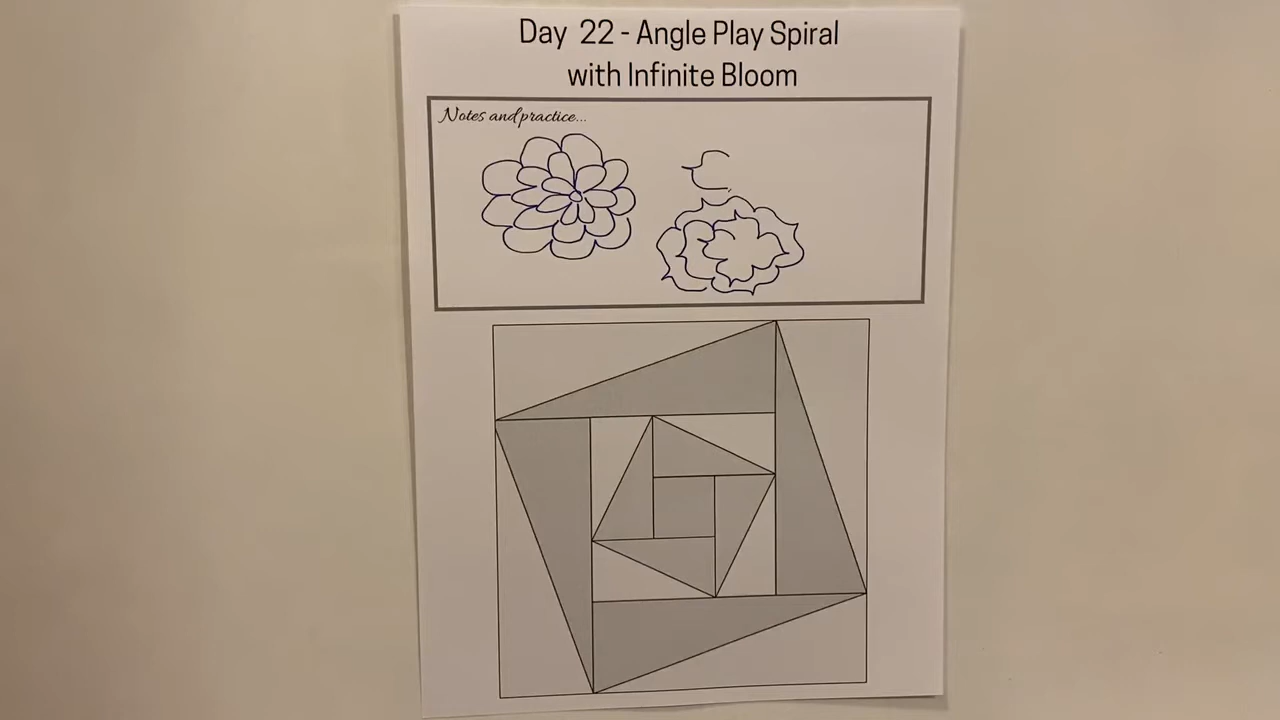 Day 22 - Angle Play Spiral
with Infinite Bloom
Notes and practice...